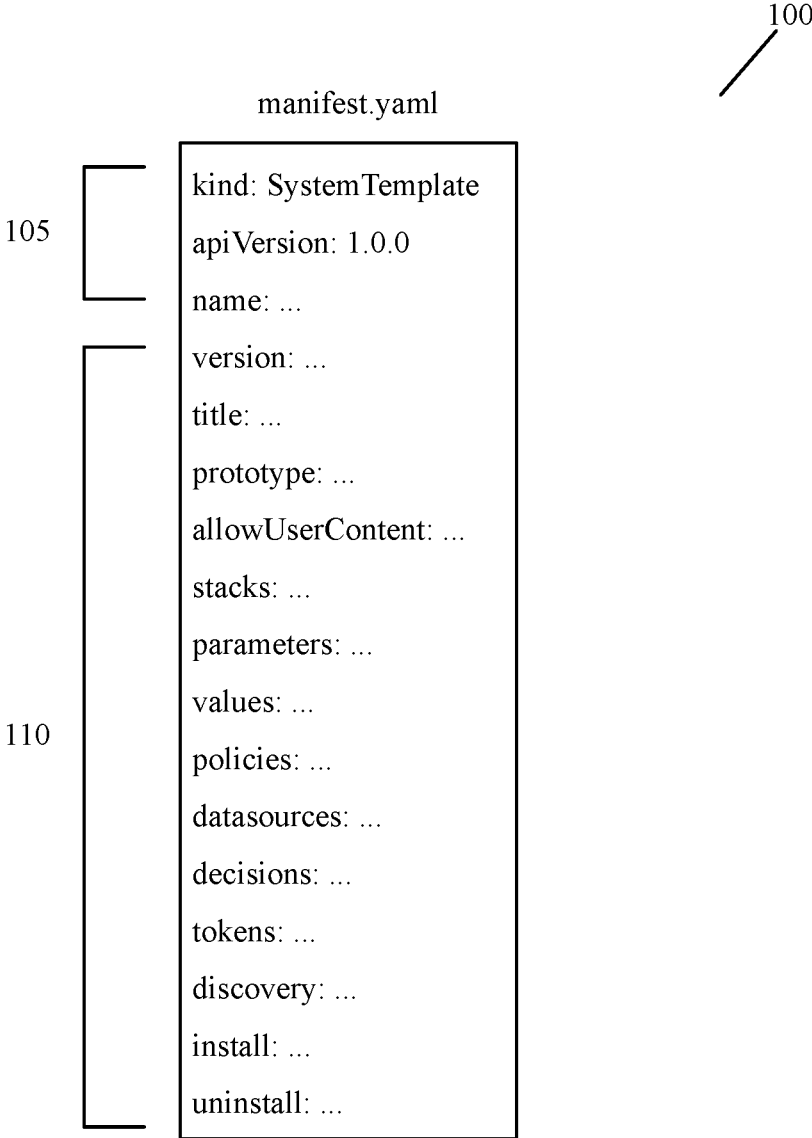 100
manifest.yaml
kind: SystemTemplate
105
apiVersion: 1.0.0
name: ...
version: ...
title: ...
prototype: ...
allowUserContent: ...
stacks: ...
parameters: ...
values: ...
110
policies: ...
datasources: ...
decisions: ...
tokens: ...
discovery: ...
install: ...
uninstall: ...